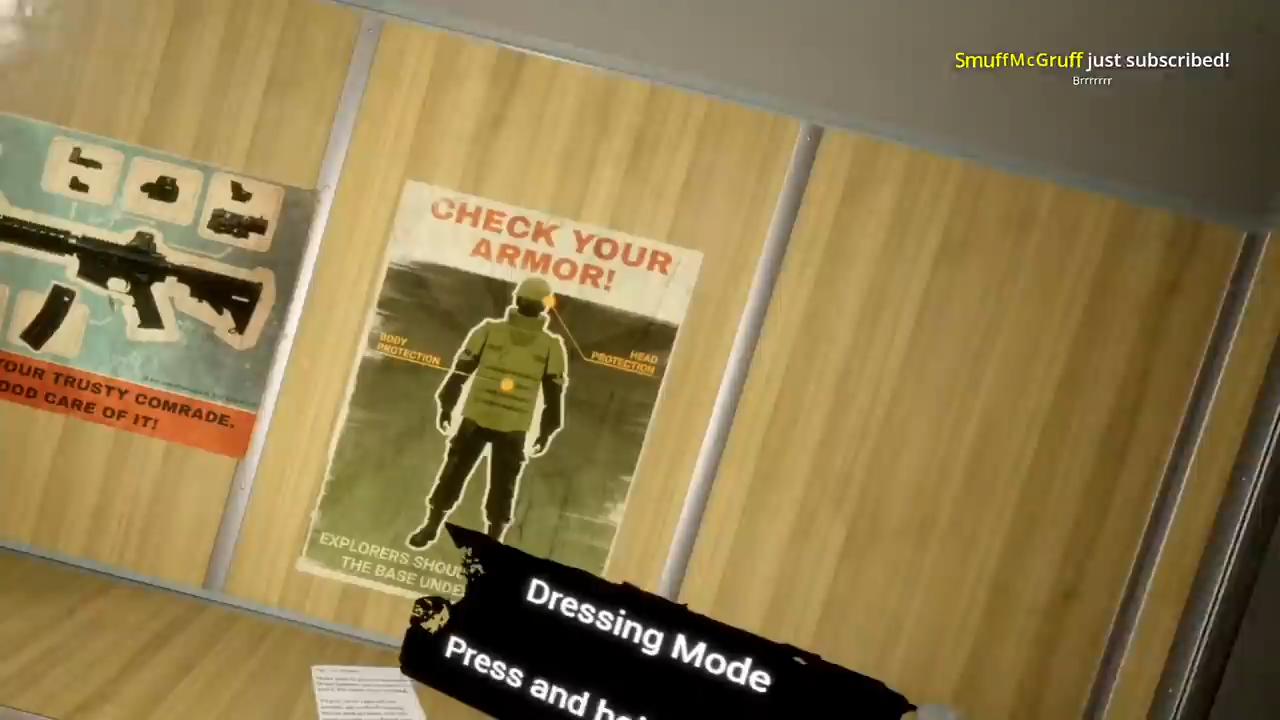 SmuffMcGruff just subscribed!
Brrrrrrr
CHECK YOUR
ARMOR!
BODY
PROTECTION
HEAD
PROTECTION
YOUR TRUSTY COMRADE.
OOD CARE OF IT!
EXPLORERS SHOU
THE BASE UNDE
Dressing Mode
Press and